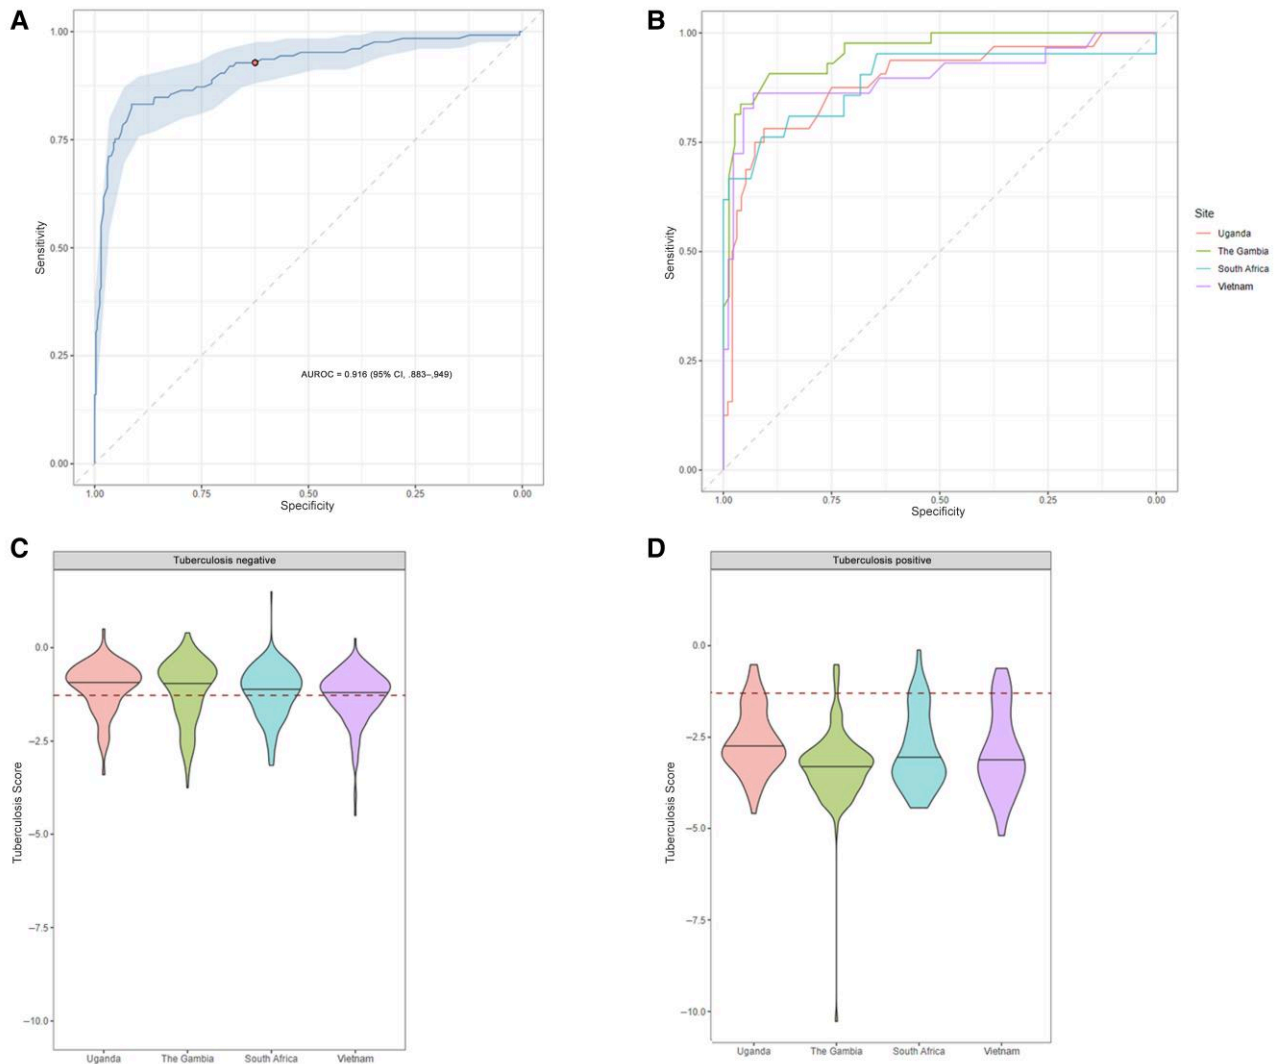 A
1.00
0.75
0.50
0.25
0.00
Sensitivity
AUROC = 0.916 (95% CI, .883–.949)
1.00 0.75 0.50 0.25 0.00
Specificity
B
1.00
0.75
0.50
0.25
0.00
Sensitivity
1.00 0.75 0.50 0.25 0.00
Specificity
Site
Uganda
The Gambia
South Africa
Vietnam
C
Tuberculosis negative
0.0
−2.5
−5.0
−7.5
−10.0
Tuberculosis Score
Uganda The Gambia South Africa Vietnam
D
Tuberculosis positive
0.0
−2.5
−5.0
−7.5
−10.0
Tuberculosis Score
Uganda The Gambia South Africa Vietnam